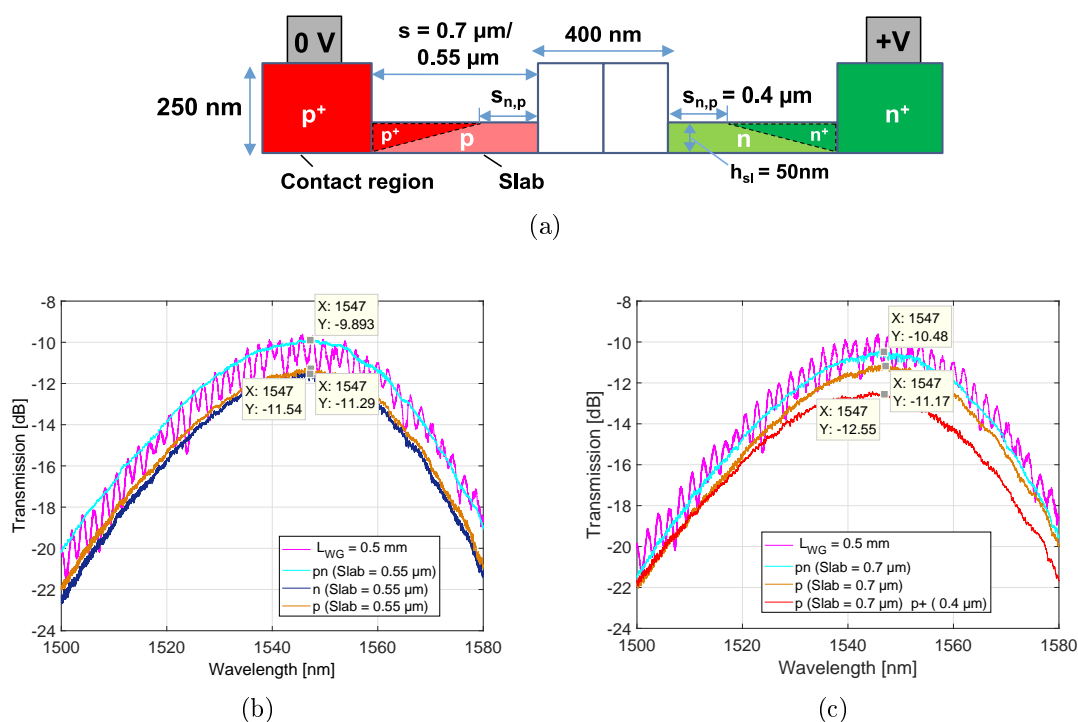 0 V
s = 0.7 µm/
0.55 µm
400 nm
+V
250 nm
p+
sn,p
sn,p = 0.4 µm
n+
p+
p
n
n+
Contact region
Slab
hsl = 50nm
(a)
-8
-10
-12
-14
-16
-18
-20
-22
-24
Transmission [dB]
X: 1547
Y: -9.893
X: 1547
Y: -11.54
X: 1547
Y: -11.29
LWG = 0.5 mm
pn (Slab = 0.55 µm)
n (Slab = 0.55 µm)
p (Slab = 0.55 µm)
1500 1520 1540 1560 1580
Wavelength [nm]
(b)
-8
-10
-12
-14
-16
-18
-20
-22
-24
Transmission [dB]
X: 1547
Y: -10.48
X: 1547
Y: -11.17
X: 1547
Y: -12.55
LWG = 0.5 mm
pn (Slab = 0.7 µm)
p (Slab = 0.7 µm)
p (Slab = 0.7 µm) p+ ( 0.4 µm)
1500 1520 1540 1560 1580
Wavelength [nm]
(c)